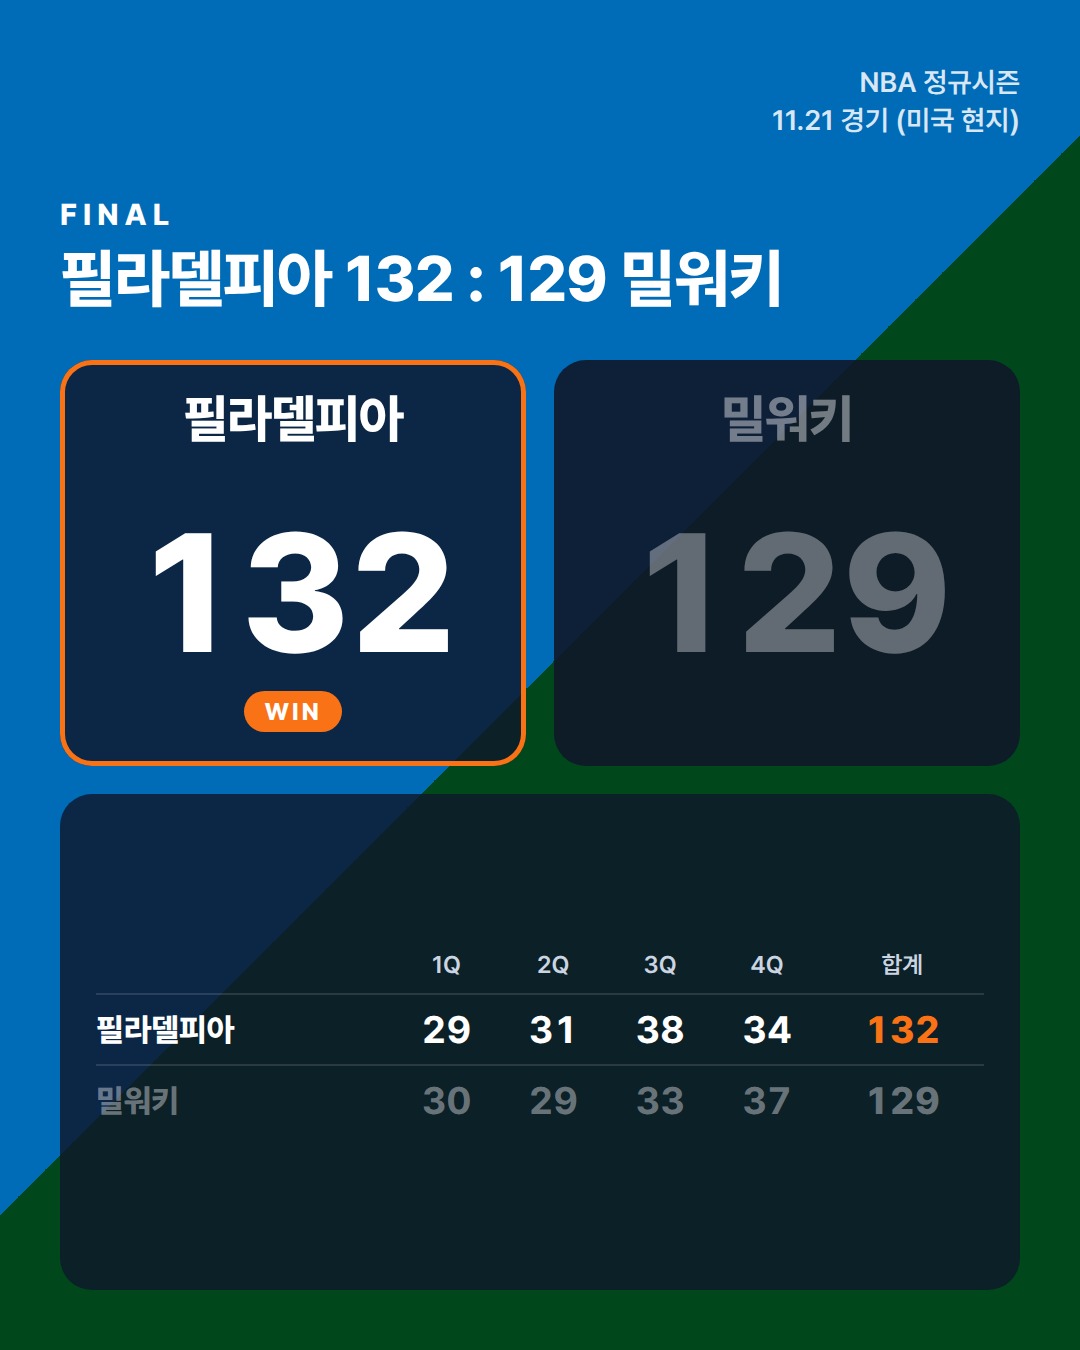 NBA 정규시즌
11.21 경기 (미국 현지)
FINAL
필라델피아 132 : 129 밀워키
필라델피아
132
WIN
밀워키
129
1Q 2Q 3Q 4Q 합계
필라델피아 29 31 38 34 132
밀워키 30 29 33 37 129